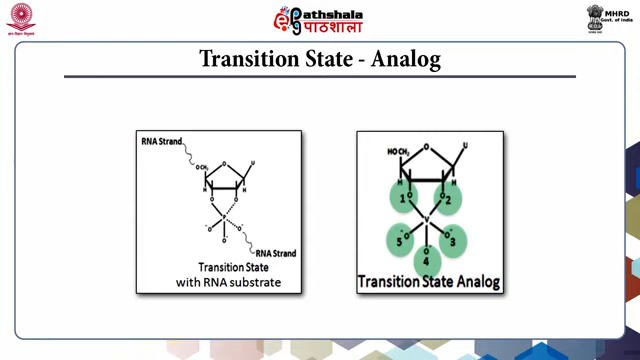 ePathshala
पाठशाला
MHRD
Govt. of India
Transition State - Analog
RNA Strand
OCH₂
O
U
H
H
O
O
P
O⁻
O⁻
O⁻
RNA Strand
Transition State
with RNA substrate
HOCH₂
O
U
H
H
O
O
1
2
V
O⁻
O⁻
5
3
O⁻
4
Transition State Analog